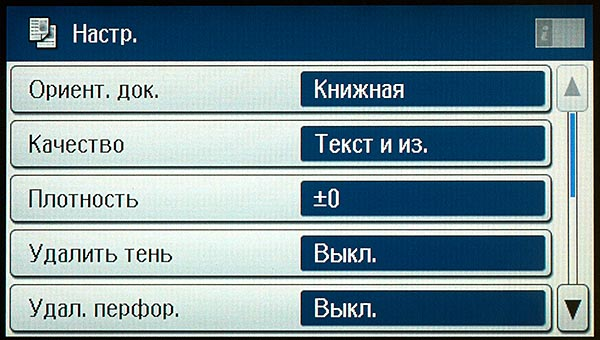 Настр.
Ориент. док. Книжная
Качество Текст и из.
Плотность ±0
Удалить тень Выкл.
Удал. перфор. Выкл.